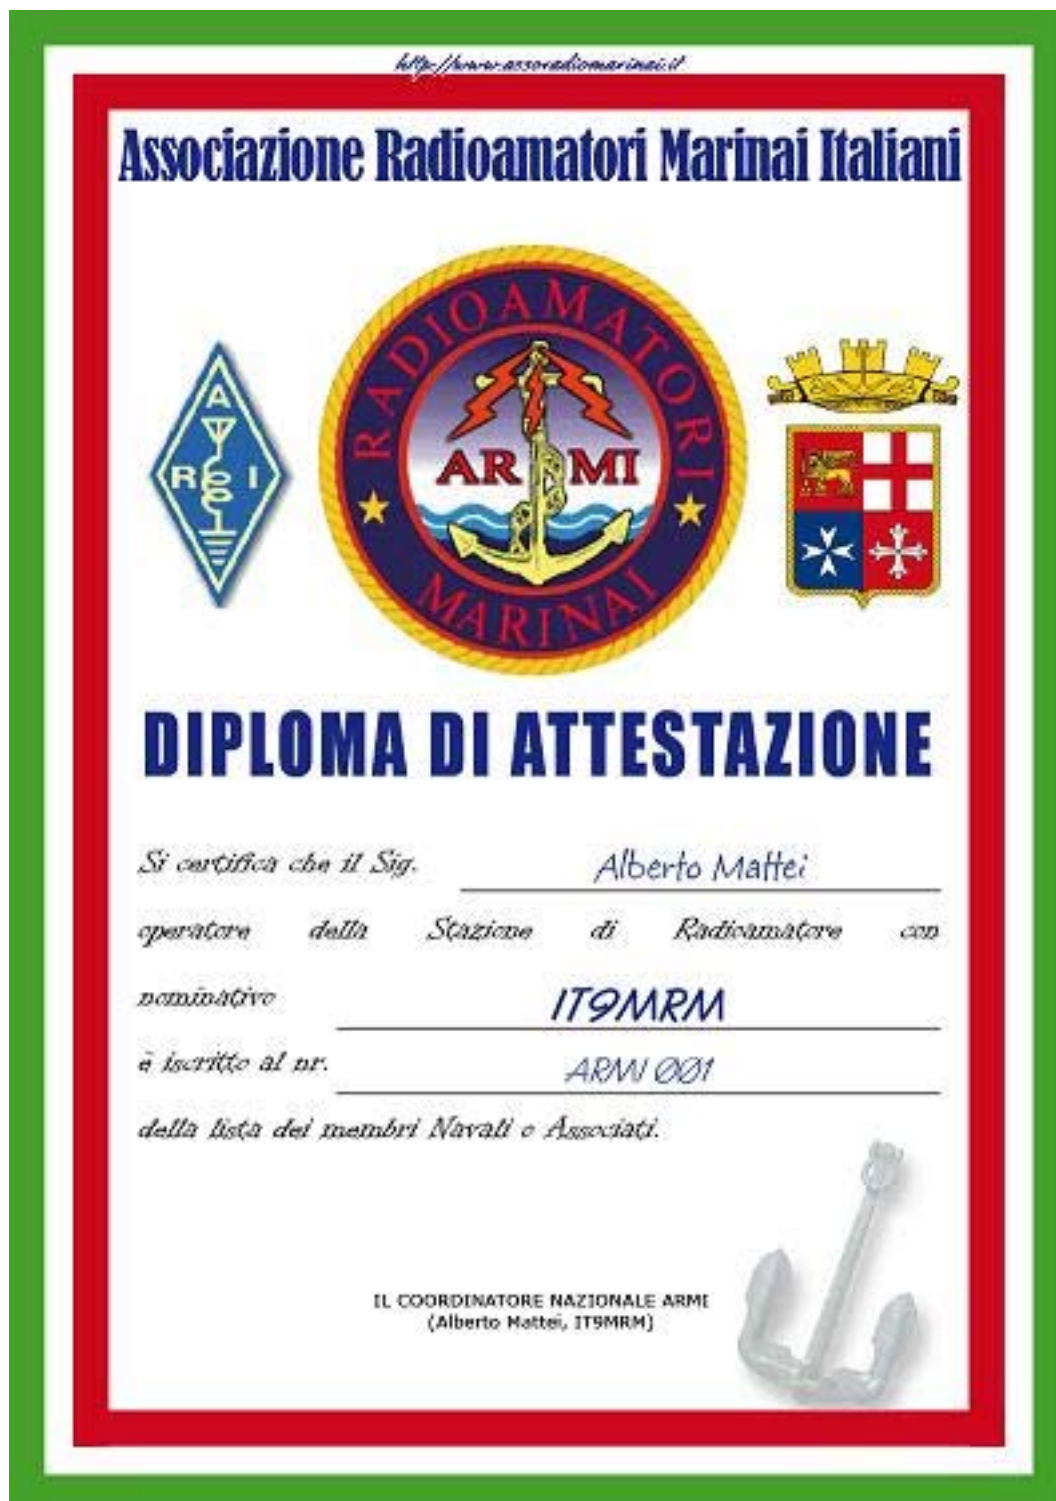 http://www.assoradiomarinai.it
Associazione Radioamatori Marinai Italiani
RADIOAMATORI
A
R I
AR MI
MARINAI
DIPLOMA DI ATTESTAZIONE
Si certifica che il Sig. Alberto Mattei
operatore della Stazione di Radioamatore con
nominativo IT9MRM
è iscritto al nr. ARMI ØØ1
della lista dei membri Navali o Associati.
IL COORDINATORE NAZIONALE ARMI
(Alberto Mattei, IT9MRM)